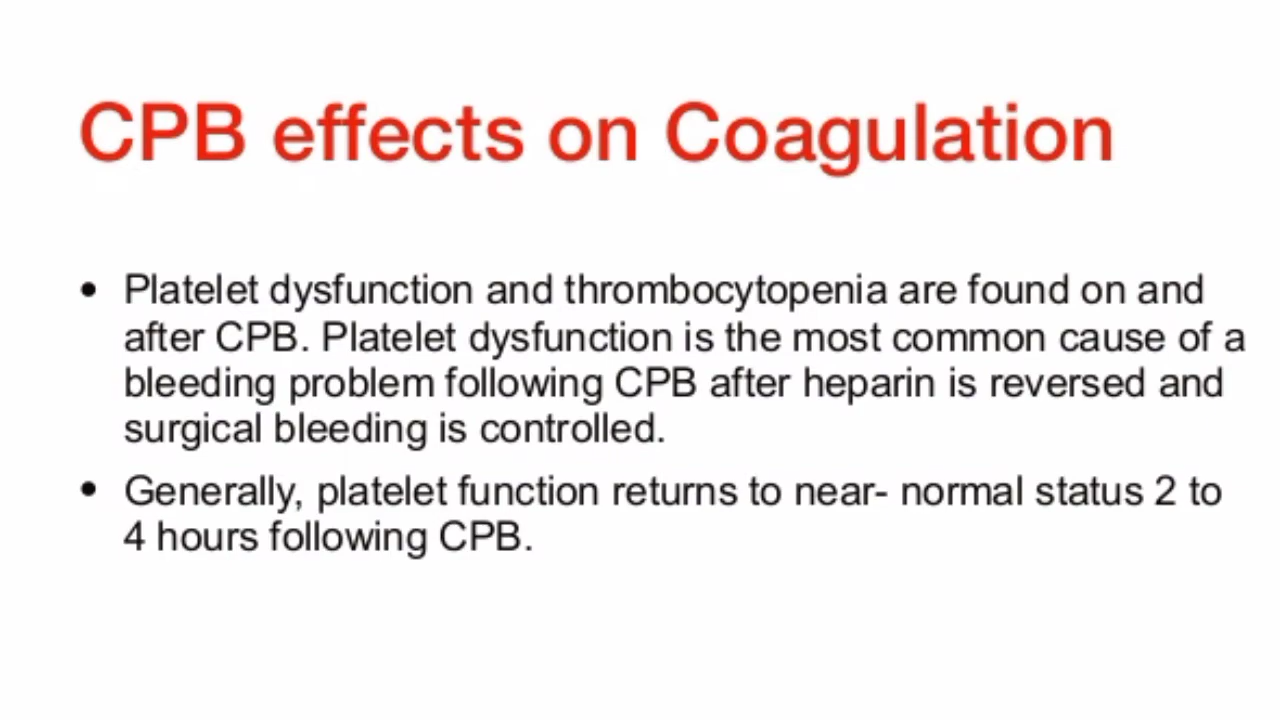 CPB effects on Coagulation
• Platelet dysfunction and thrombocytopenia are found on and
after CPB. Platelet dysfunction is the most common cause of a
bleeding problem following CPB after heparin is reversed and
surgical bleeding is controlled.
• Generally, platelet function returns to near- normal status 2 to
4 hours following CPB.